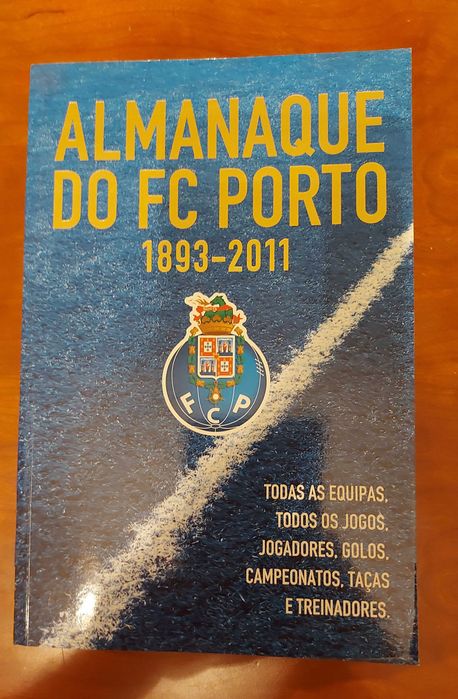 ALMANAQUE
DO FC PORTO
1893-2011
FCP
TODAS AS EQUIPAS,
TODOS OS JOGOS,
JOGADORES, GOLOS,
CAMPEONATOS, TAÇAS
E TREINADORES.